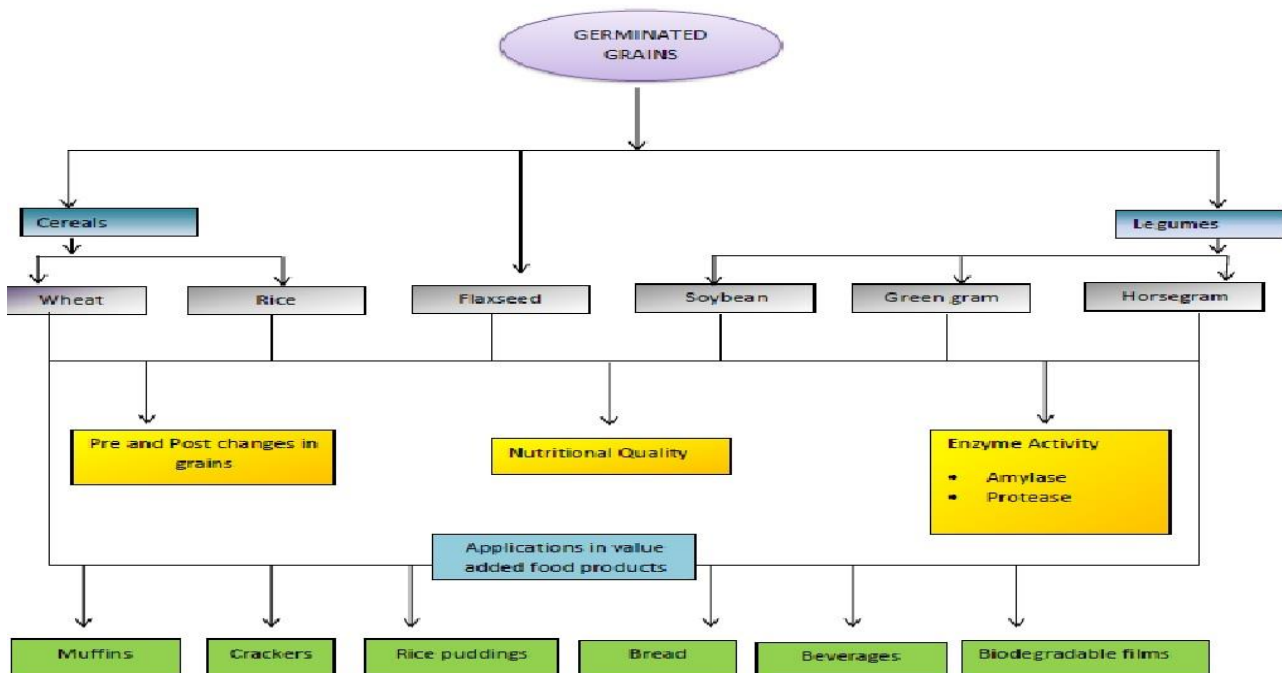 GERMINATED
GRAINS
Cereals
Legumes
Wheat
Rice
Flaxseed
Soybean
Green gram
Horsegram
Pre and Post changes in
grains
Nutritional Quality
Enzyme Activity
• Amylase
• Protease
Applications in value
added food products
Muffins
Crackers
Rice puddings
Bread
Beverages
Biodegradable films